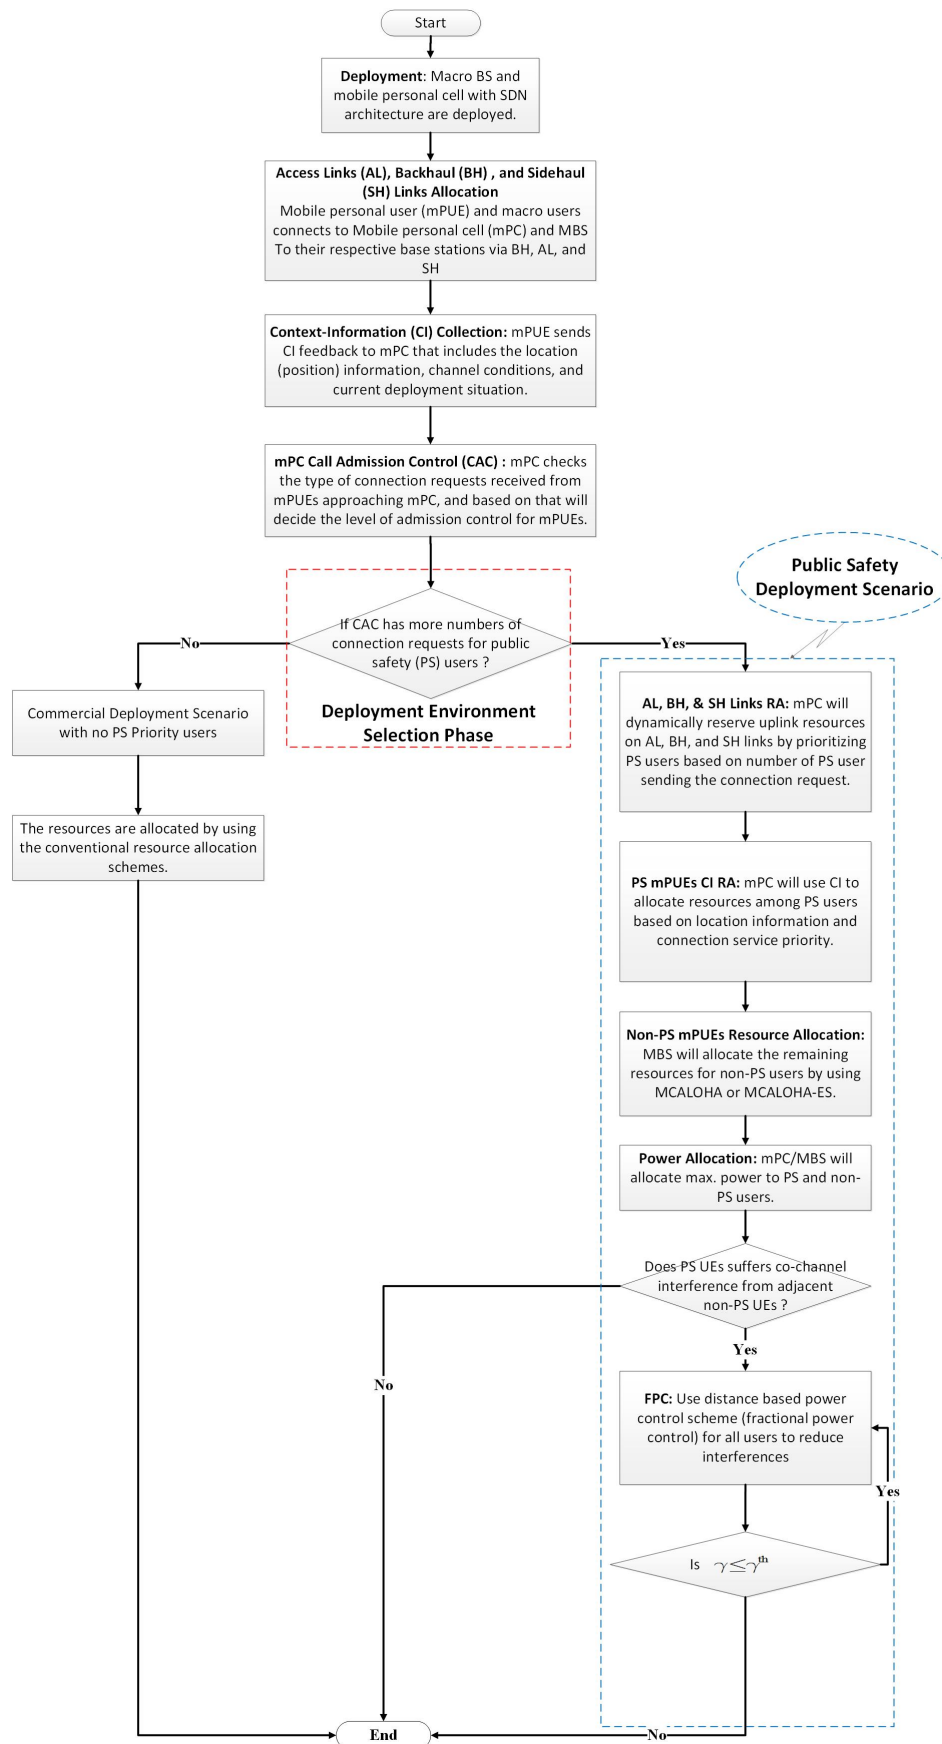 Start
Deployment: Macro BS and
mobile personal cell with SDN
architecture are deployed.
Access Links (AL), Backhaul (BH) , and Sidehaul
(SH) Links Allocation
Mobile personal user (mPUE) and macro users
connects to Mobile personal cell (mPC) and MBS
To their respective base stations via BH, AL, and
SH
Context-Information (CI) Collection: mPUE sends
CI feedback to mPC that includes the location
(position) information, channel conditions, and
current deployment situation.
mPC Call Admission Control (CAC) : mPC checks
the type of connection requests received from
mPUEs approaching mPC, and based on that will
decide the level of admission control for mPUEs.
Public Safety
Deployment Scenario
If CAC has more numbers of
connection requests for public
safety (PS) users ?
No
Yes
Deployment Environment
Selection Phase
Commercial Deployment Scenario
with no PS Priority users
The resources are allocated by using
the conventional resource allocation
schemes.
AL, BH, & SH Links RA: mPC will
dynamically reserve uplink resources
on AL, BH, and SH links by prioritizing
PS users based on number of PS user
sending the connection request.
PS mPUEs CI RA: mPC will use CI to
allocate resources among PS users
based on location information and
connection service priority.
Non-PS mPUEs Resource Allocation:
MBS will allocate the remaining
resources for non-PS users by using
MCALOHA or MCALOHA-ES.
Power Allocation: mPC/MBS will
allocate max. power to PS and non-
PS users.
Does PS UEs suffers co-channel
interference from adjacent
non-PS UEs ?
Yes
No
FPC: Use distance based power
control scheme (fractional power
control) for all users to reduce
interferences
Yes
Is γ≤γ^th
No
End